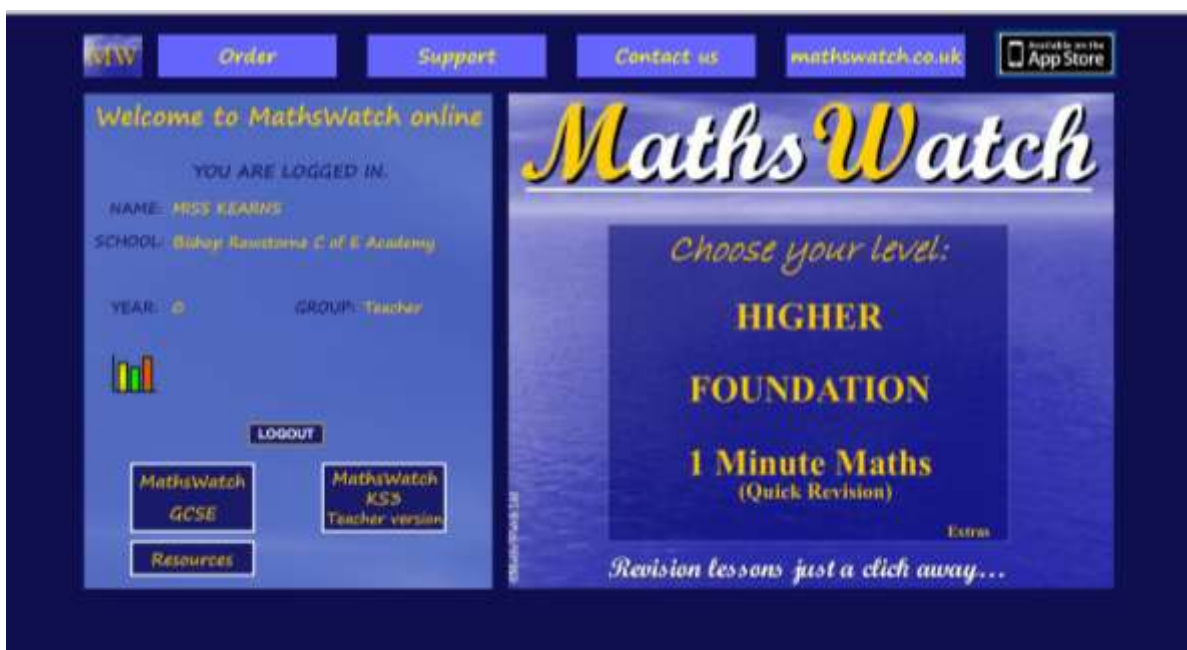 MW
Order
Support
Contact us
mathswatch.co.uk
Available on the
App Store
Welcome to MathsWatch online
YOU ARE LOGGED IN.
NAME: MISS KEARNS
SCHOOL: Bishop Rawstorne C of E Academy
YEAR: 0 GROUP: Teacher
LOGOUT
MathsWatch
GCSE
MathsWatch
KS3
Teacher version
Resources
MathsWatch
Choose your level:
HIGHER
FOUNDATION
1 Minute Maths
(Quick Revision)
Extras
Revision lessons just a click away...